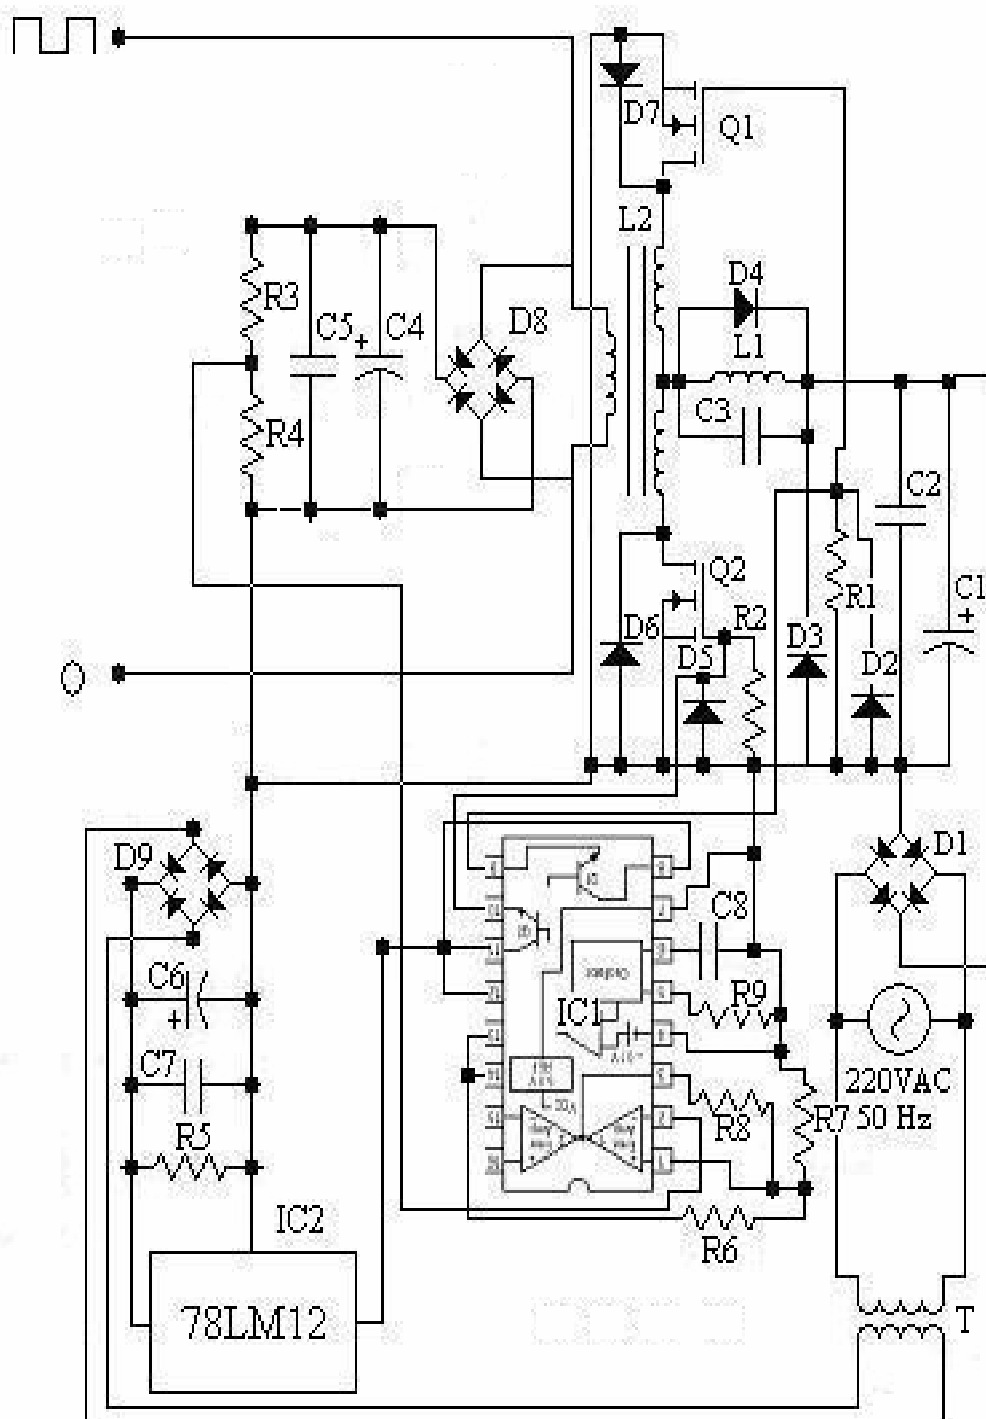 D7
Q1
L2
D4
R3
D8
C5
+
C4
L1
C3
R4
C2
Q2
C1
+
R1
R2
D6
D3
D5
D2
O
D9
D1
C8
C6
+
R9
IC1
C7
220VAC
R7 50 Hz
R8
R5
IC2
R6
78LM12
T